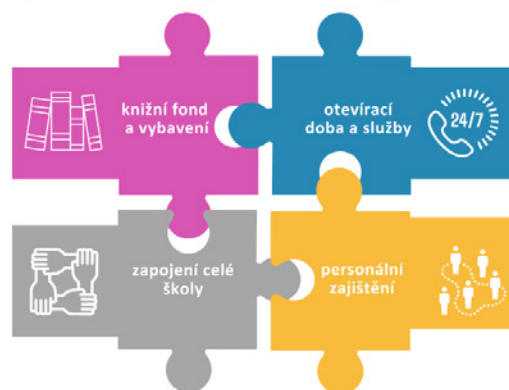 knižní fond
a vybavení
otevírací
doba a služby
24/7
zapojení celé
školy
personální
zajištění